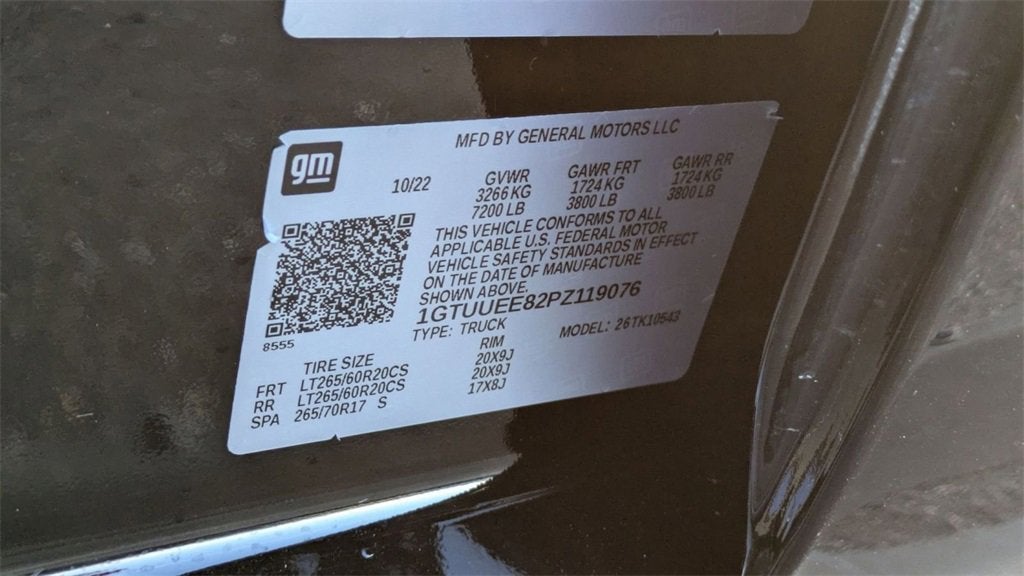 MFD BY GENERAL MOTORS LLC
gm
10/22
GVWR GAWR FRT GAWR RR
3266 KG 1724 KG 1724 KG
7200 LB 3800 LB 3800 LB
THIS VEHICLE CONFORMS TO ALL
APPLICABLE U.S. FEDERAL MOTOR
VEHICLE SAFETY STANDARDS IN EFFECT
ON THE DATE OF MANUFACTURE
SHOWN ABOVE.
1GTUUEE82PZ119076
TYPE: TRUCK MODEL: 26TK10543
8555
TIRE SIZE RIM
FRT LT265/60R20CS 20X9J
RR LT265/60R20CS 20X9J
SPA 265/70R17 S 17X8J